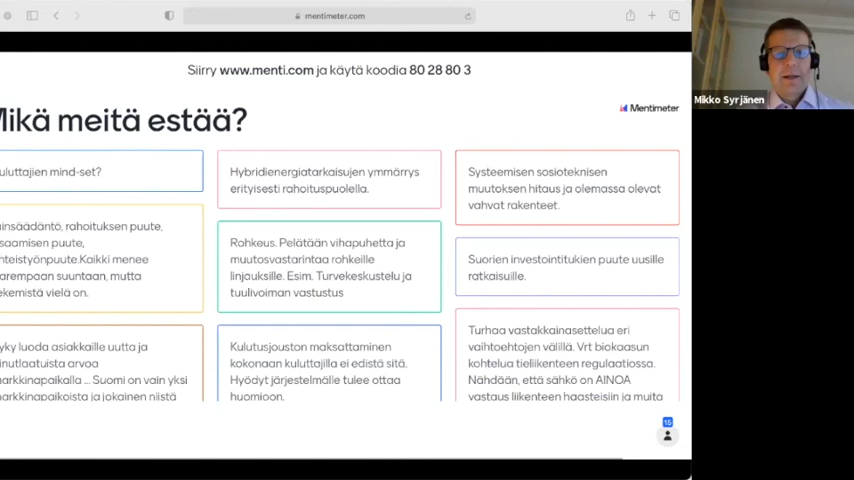 mentimeter.com
Siirry www.menti.com ja käytä koodia 80 28 80 3
Mikä meitä estää?
Mentimeter
Mikko Syrjänen
uluttajien mind-set?
insäädäntö, rahoituksen puute,
saamisen puute,
hteistyönpuute.Kaikki menee
arempaan suuntaan, mutta
ekemistä vielä on.
yky luoda asiakkaille uutta ja
inutlaatuista arvoa
arkkinapaikalla ... Suomi on vain yksi
arkkinapaikoista ja jokainen niistä
Hybridienergiatarkaisujen ymmärrys
erityisesti rahoituspuolella.
Rohkeus. Pelätään vihapuhetta ja
muutosvastarintaa rohkeille
linjauksille. Esim. Turvekeskustelu ja
tuulivoiman vastustus
Kulutusjouston maksattaminen
kokonaan kuluttajilla ei edistä sitä.
Hyödyt järjestelmälle tulee ottaa
huomioon.
Systeemisen sosioteknisen
muutoksen hitaus ja olemassa olevat
vahvat rakenteet.
Suorien investointitukien puute uusille
ratkaisuille.
Turhaa vastakkainasettelua eri
vaihtoehtojen välillä. Vrt biokaasun
kohtelua tieliikenteen regulaatiossa.
Nähdään, että sähkö on AINOA
vastaus liikenteen haasteisiin ja muita
15